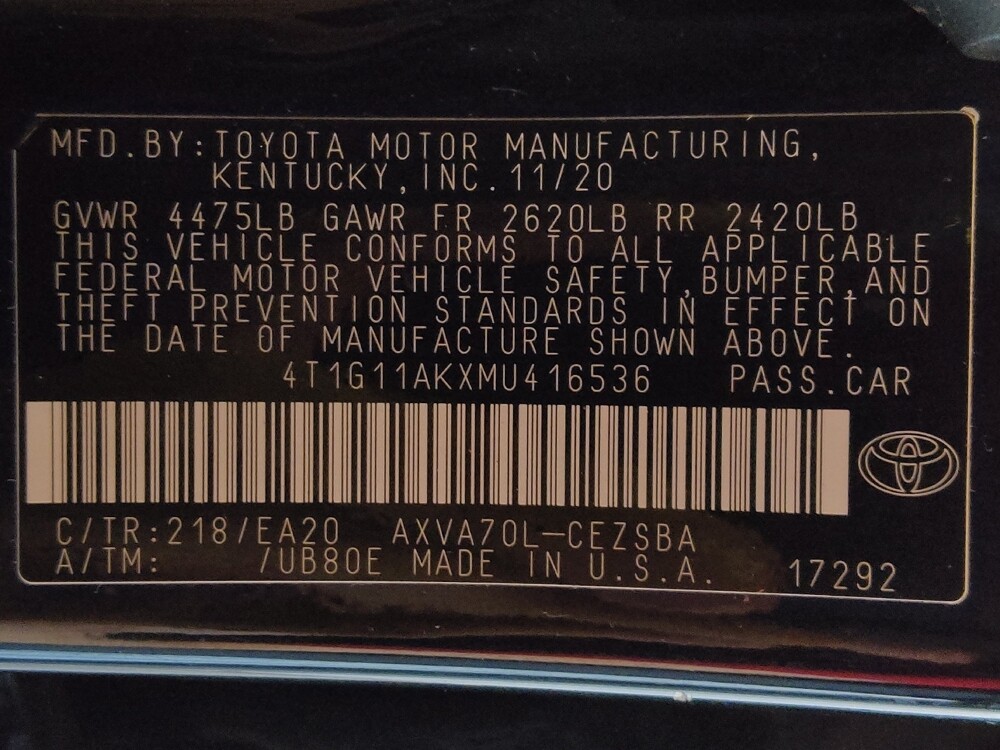 MFD.BY:TOYOTA MOTOR MANUFACTURING,
KENTUCKY,INC.11/20
GVWR 4475LB GAWR FR 2620LB RR 2420LB
THIS VEHICLE CONFORMS TO ALL APPLICABLE
FEDERAL MOTOR VEHICLE SAFETY,BUMPER,AND
THEFT PREVENTION STANDARDS IN EFFECT ON
THE DATE OF MANUFACTURE SHOWN ABOVE.
4T1G11AKXMU416536 PASS.CAR
C/TR:218/EA20 AXVA70L-CEZSBA
A/TM: /UB80E MADE IN U.S.A. 17292